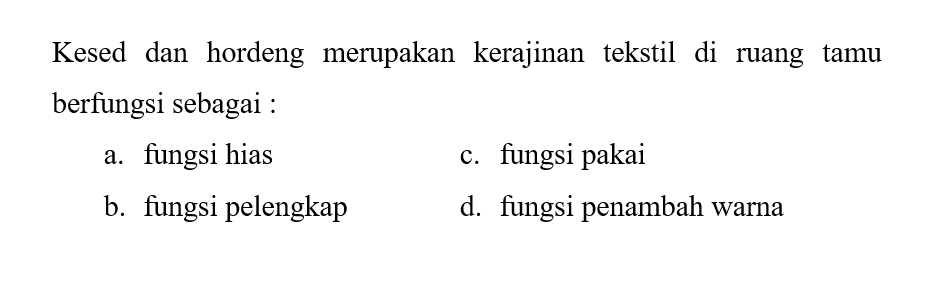 Kesed dan hordeng merupakan kerajinan tekstil di ruang tamu
berfungsi sebagai :
a. fungsi hias c. fungsi pakai
b. fungsi pelengkap d. fungsi penambah warna